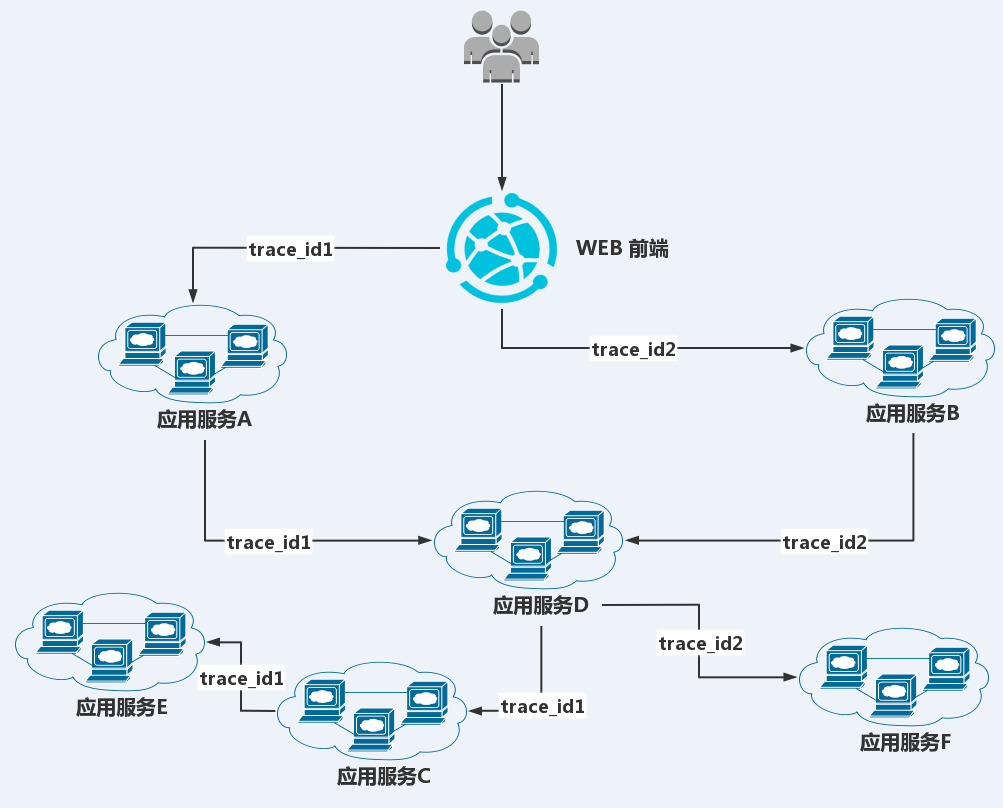 WEB 前端
trace_id1
trace_id2
应用服务A
应用服务B
trace_id1
trace_id2
应用服务D
trace_id2
trace_id1
应用服务E
trace_id1
应用服务F
应用服务C